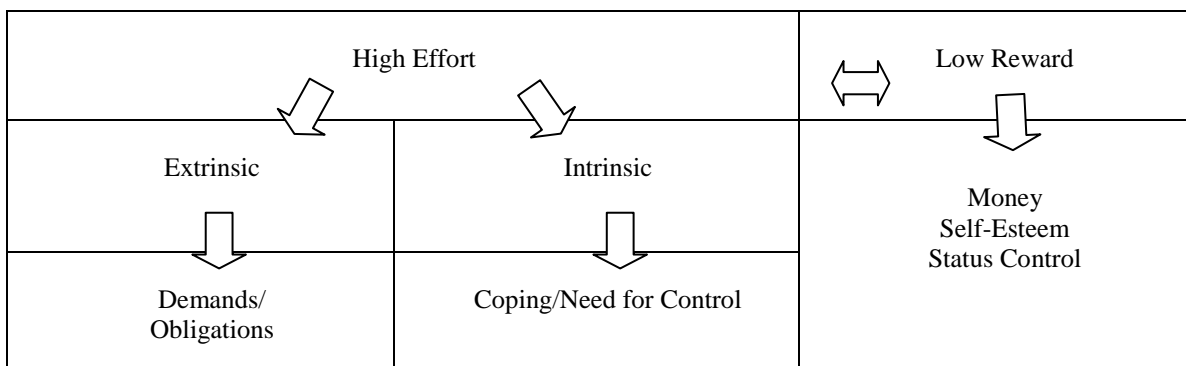 High Effort
Low Reward
Extrinsic
Intrinsic
Money
Self-Esteem
Status Control
Demands/
Obligations
Coping/Need for Control